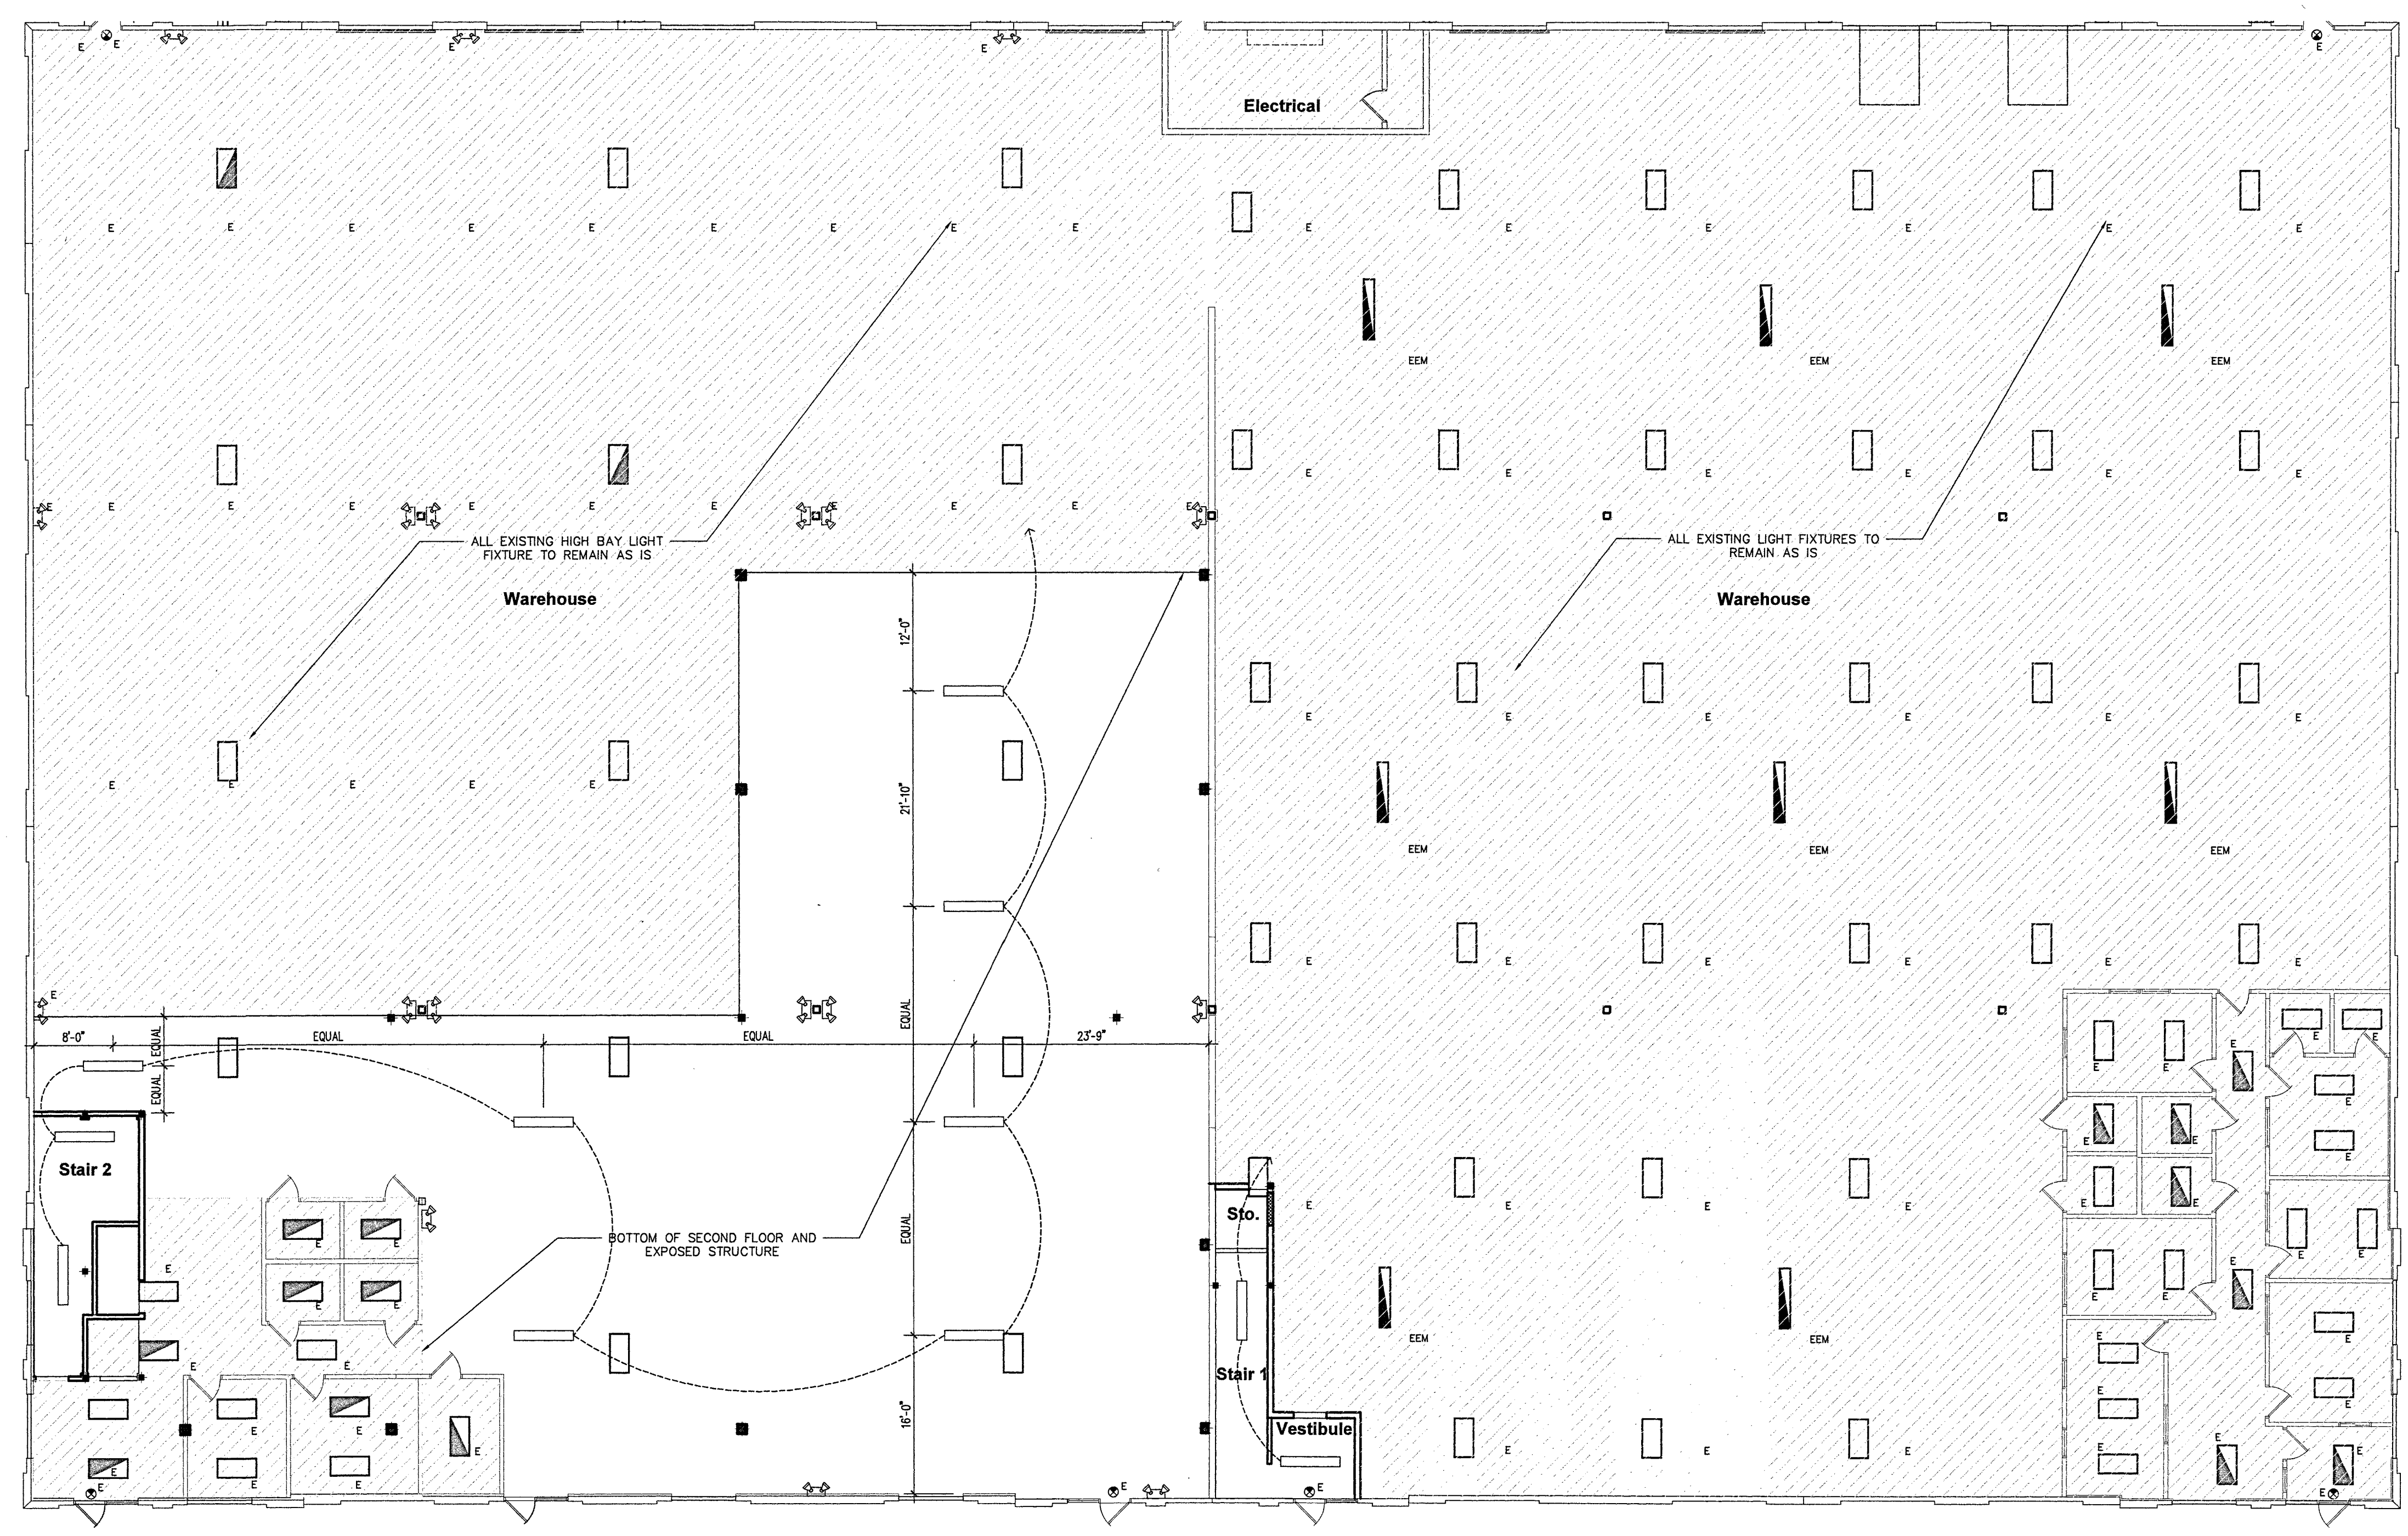 E E E E E
Electrical
E E E E E E E E E E E E E E E
EEM EEM EEM
E E E E E E
E E E E E E E E E E E
ALL EXISTING HIGH BAY LIGHT
FIXTURE TO REMAIN AS IS
ALL EXISTING LIGHT FIXTURES TO
REMAIN AS IS
Warehouse
Warehouse
12'-0"
E E E E E E
E E E E E
21'-10"
EEM EEM EEM
E E E E E E
E
EQUAL
8'-0"
EQUAL
EQUAL
EQUAL
23'-9"
EQUAL
E E
E
E E
E
E E
Stair 2
E
E E
Sto.
E E E E
EQUAL
BOTTOM OF SECOND FLOOR AND
EXPOSED STRUCTURE
E E
E E
E
E
E E
E E
EEM EEM
E
E
E E
E
Stair 1
E
E
16'-0"
E E
Vestibule
E
E E E
E
E
E E
E
E E E
E
E
E
E